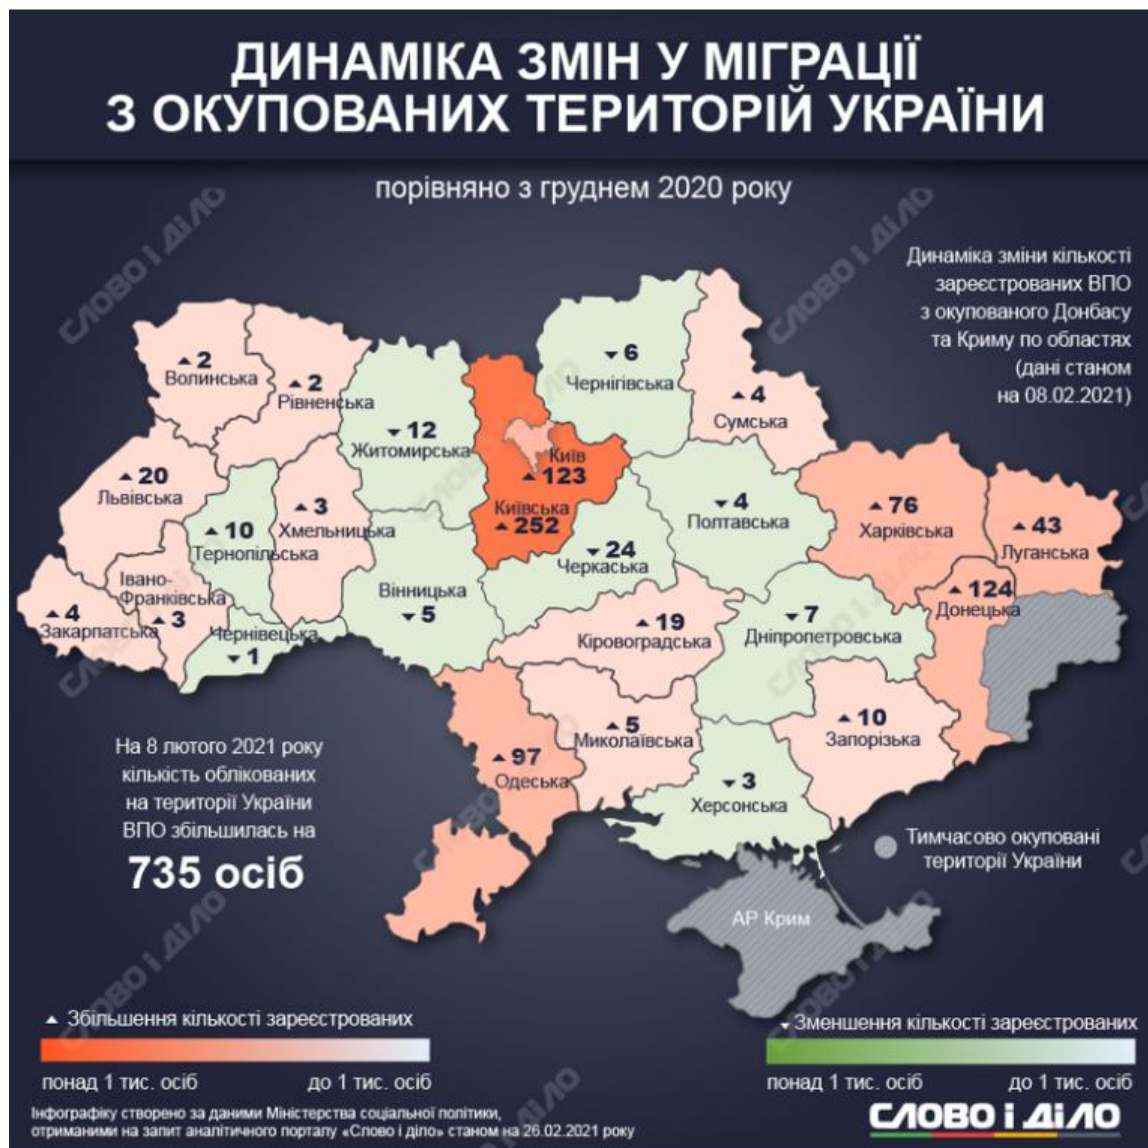 ДИНАМІКА ЗМІН У МІГРАЦІЇ
З ОКУПОВАНИХ ТЕРИТОРІЙ УКРАЇНИ
порівняно з груднем 2020 року
Динаміка зміни кількості
зареєстрованих ВПО
з окупованого Донбасу
та Криму по областях
(дані станом
на 08.02.2021)
▲ 2
Волинська
▲ 2
Рівненська
▼ 12
Житомирська
Київ
▲ 123
Київська
▲ 252
▼ 6
Чернігівська
▲ 4
Сумська
▲ 20
Львівська
▲ 10
Тернопільська
▲ 3
Хмельницька
▼ 24
Черкаська
▼ 4
Полтавська
▲ 76
Харківська
▲ 43
Луганська
▲ 4
Закарпатська
Івано-
Франківська
▲ 3
Чернівецька
▼ 1
Вінницька
▼ 5
▲ 19
Кіровоградська
▼ 7
Дніпропетровська
▲ 124
Донецька
▲ 97
Одеська
▲ 5
Миколаївська
▼ 3
Херсонська
▲ 10
Запорізька
АР Крим
На 8 лютого 2021 року
кількість облікованих
на території України
ВПО збільшилась на
735 осіб
Тимчасово окуповані
території України
▲ Збільшення кількості зареєстрованих
понад 1 тис. осіб до 1 тис. осіб
▼ Зменшення кількості зареєстрованих
понад 1 тис. осіб до 1 тис. осіб
Інфографіку створено за даними Міністерства соціальної політики,
отриманими на запит аналітичного порталу «Слово і діло» станом на 26.02.2021 року
СЛОВО і ДіЛО